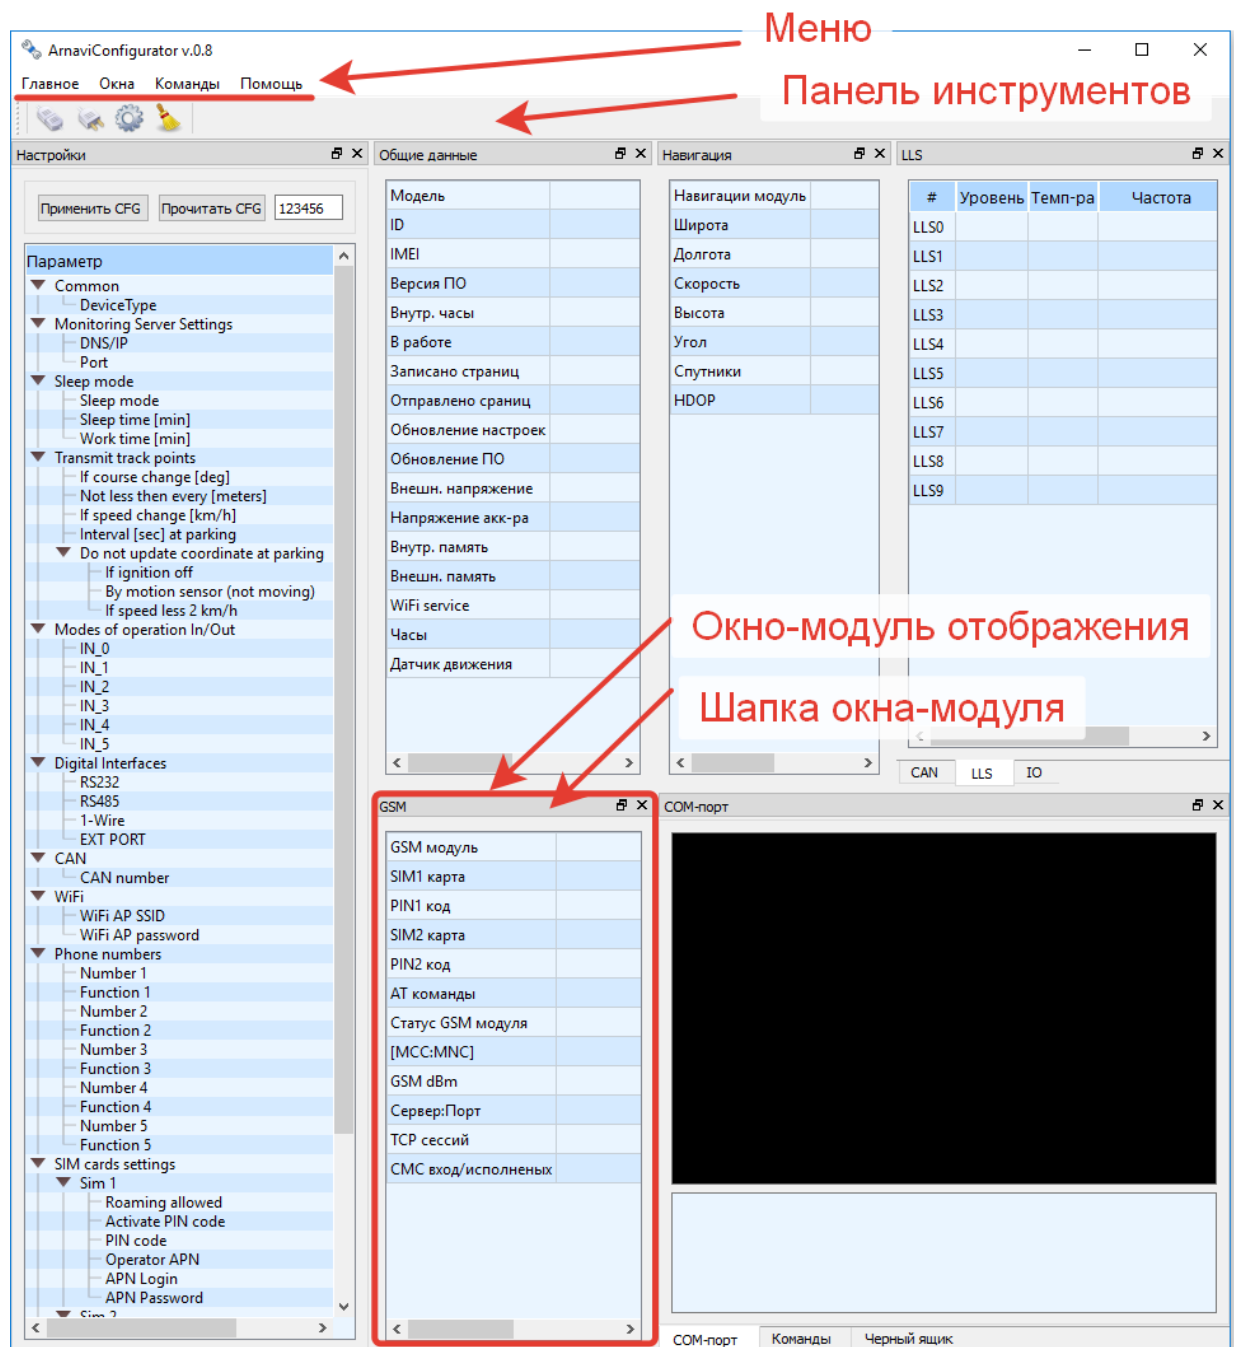 Меню
ArnaviConfigurator v.0.8
Главное Окна Команды Помощь
Панель инструментов
Настройки
Применить CFG Прочитать CFG 123456
Параметр
Common
DeviceType
Monitoring Server Settings
DNS/IP
Port
Sleep mode
Sleep mode
Sleep time [min]
Work time [min]
Transmit track points
If course change [deg]
Not less then every [meters]
If speed change [km/h]
Interval [sec] at parking
Do not update coordinate at parking
If ignition off
By motion sensor (not moving)
If speed less 2 km/h
Modes of operation In/Out
IN_0
IN_1
IN_2
IN_3
IN_4
IN_5
Digital Interfaces
RS232
RS485
1-Wire
EXT PORT
CAN
CAN number
WiFi
WiFi AP SSID
WiFi AP password
Phone numbers
Number 1
Function 1
Number 2
Function 2
Number 3
Function 3
Number 4
Function 4
Number 5
Function 5
SIM cards settings
Sim 1
Roaming allowed
Activate PIN code
PIN code
Operator APN
APN Login
APN Password
Sim 2
Общие данные
Модель
ID
IMEI
Версия ПО
Внутр. часы
В работе
Записано страниц
Отправлено сраниц
Обновление настроек
Обновление ПО
Внешн. напряжение
Напряжение акк-ра
Внутр. память
Внешн. память
WiFi service
Часы
Датчик движения
Навигация
Навигации модуль
Широта
Долгота
Скорость
Высота
Угол
Спутники
HDOP
LLS
# Уровень Темп-ра Частота
LLS0
LLS1
LLS2
LLS3
LLS4
LLS5
LLS6
LLS7
LLS8
LLS9
Окно-модуль отображения
Шапка окна-модуля
CAN LLS IO
GSM
GSM модуль
SIM1 карта
PIN1 код
SIM2 карта
PIN2 код
AT команды
Статус GSM модуля
[MCC:MNC]
GSM dBm
Сервер:Порт
TCP сессий
СМС вход/исполненых
COM-порт
COM-порт Команды Черный ящик